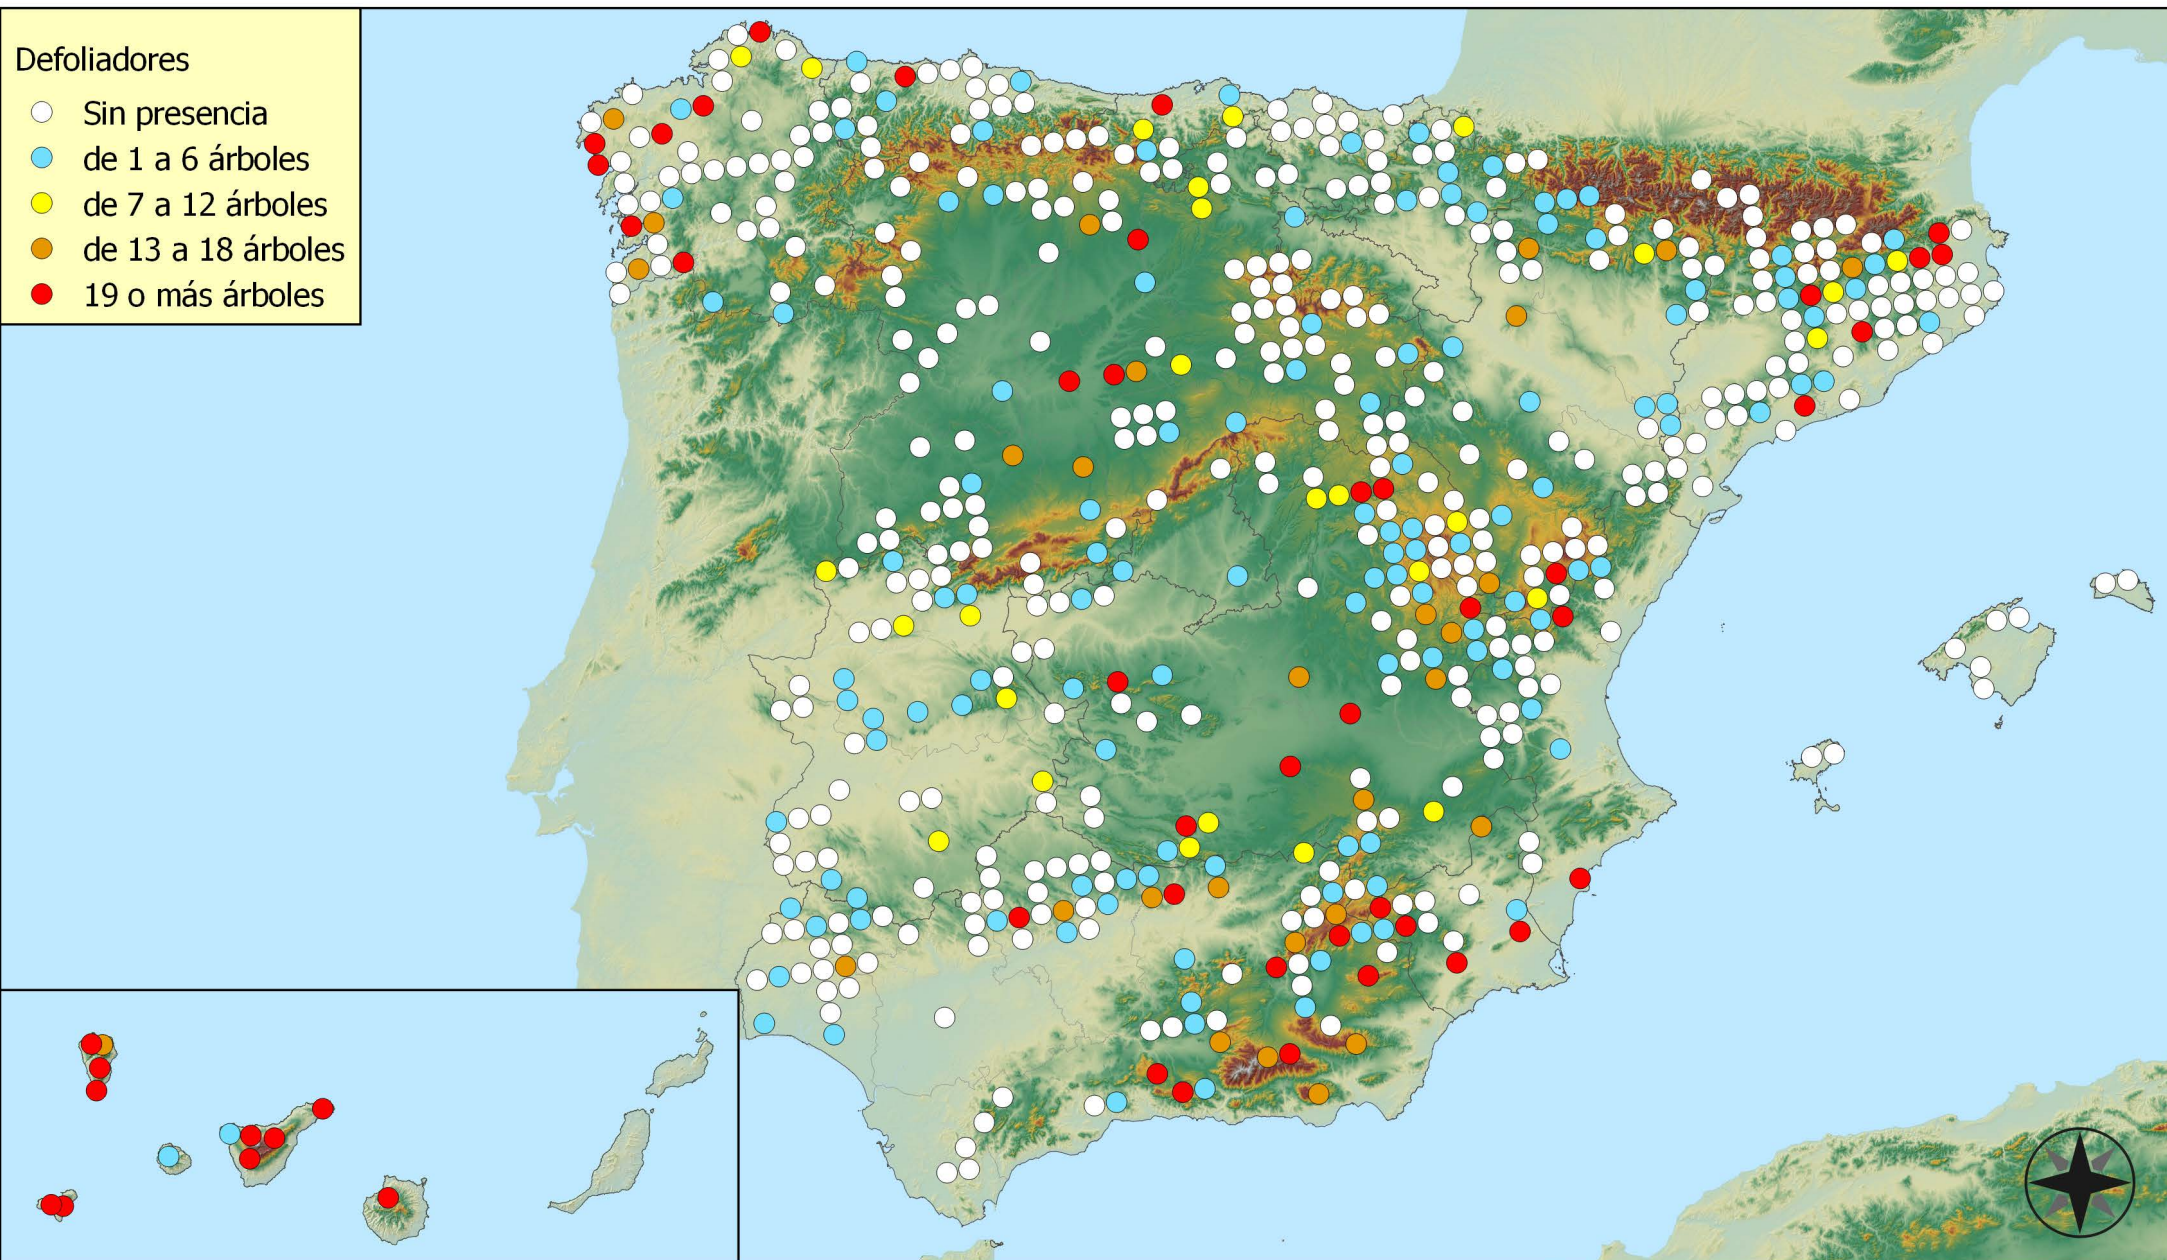 Defoliadores
Sin presencia
de 1 a 6 árboles
de 7 a 12 árboles
de 13 a 18 árboles
19 o más árboles